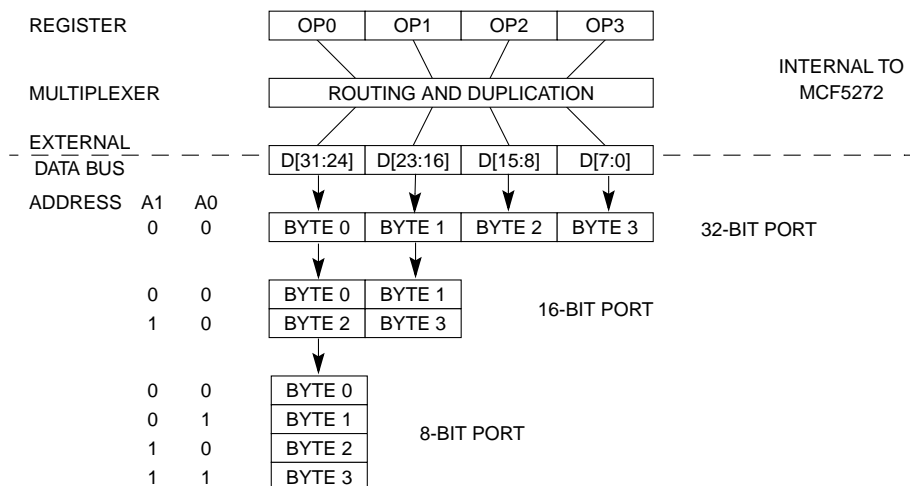 REGISTER OP0 OP1 OP2 OP3
INTERNAL TO
MCF5272
MULTIPLEXER ROUTING AND DUPLICATION
EXTERNAL
DATA BUS D[31:24] D[23:16] D[15:8] D[7:0]
ADDRESS A1 A0
0 0 BYTE 0 BYTE 1 BYTE 2 BYTE 3 32-BIT PORT
0 0 BYTE 0 BYTE 1
16-BIT PORT
1 0 BYTE 2 BYTE 3
0 0 BYTE 0
0 1 BYTE 1
8-BIT PORT
1 0 BYTE 2
1 1 BYTE 3